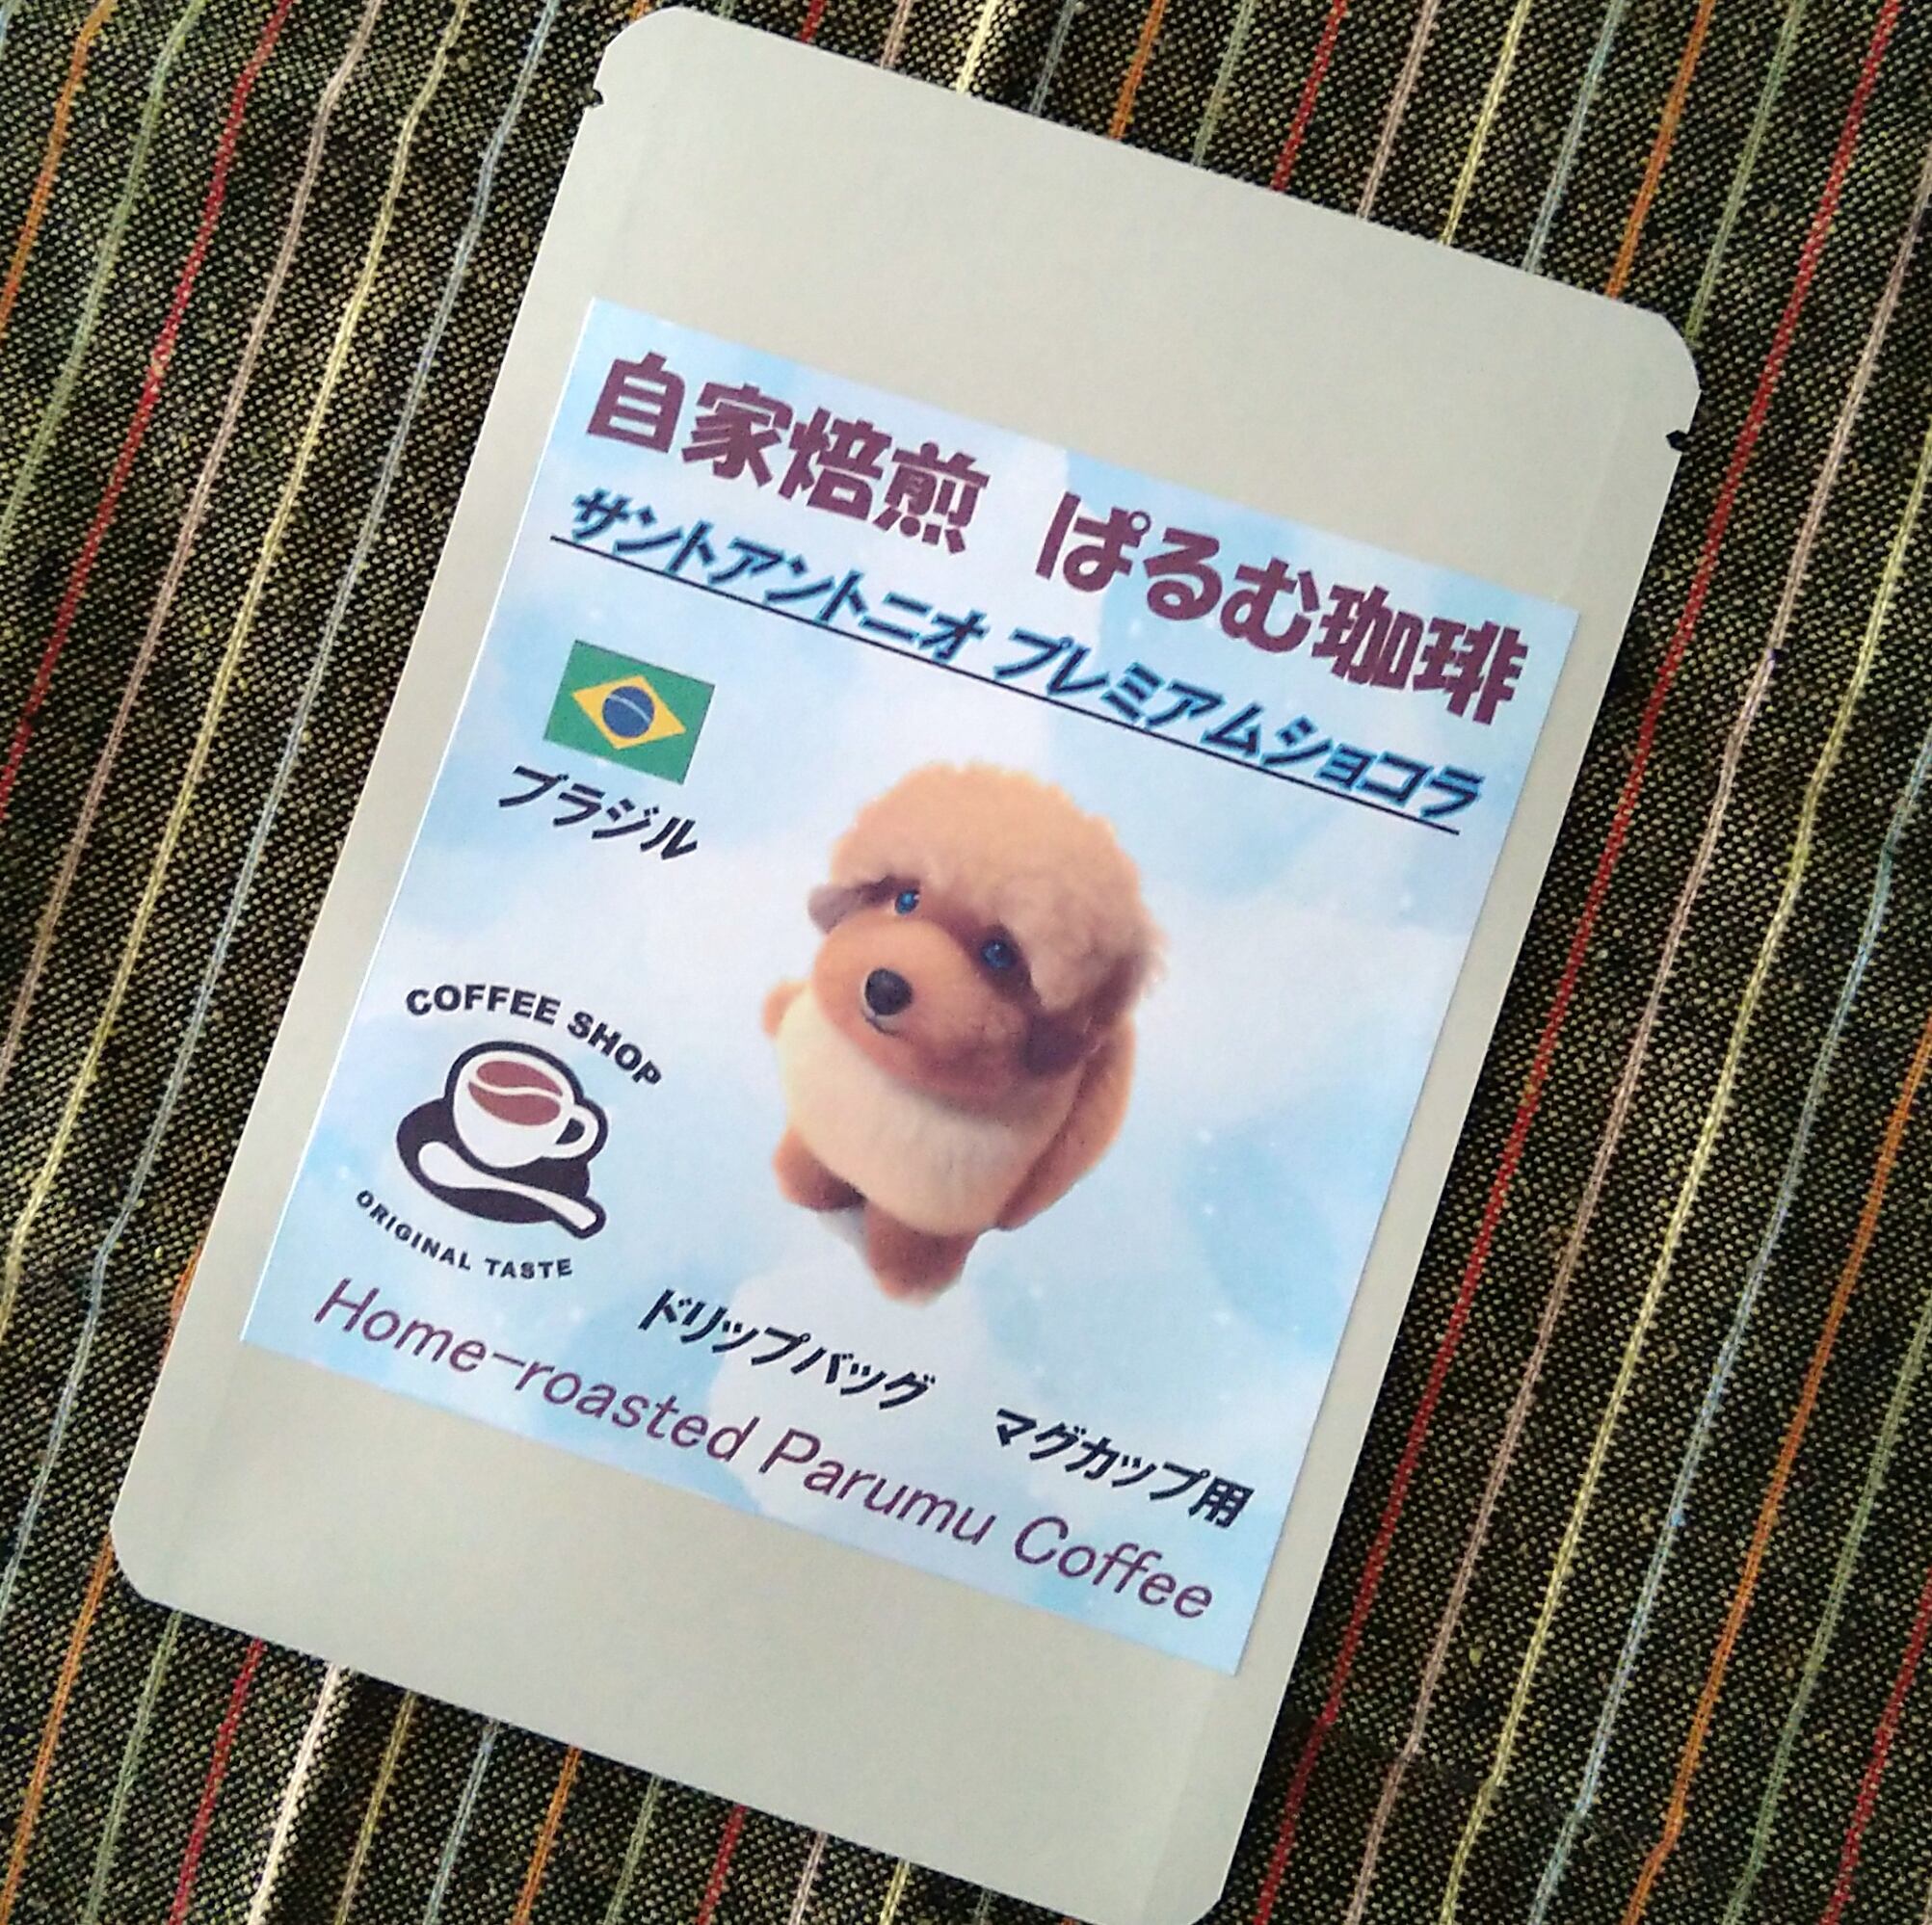 自家焙煎 ぱるむ珈琲
サントアントニオ プレミアムショコラ
ブラジル
COFFEE SHOP
ORIGINAL TASTE
ドリップバッグ マグカップ用
Home-roasted Parumu Coffee